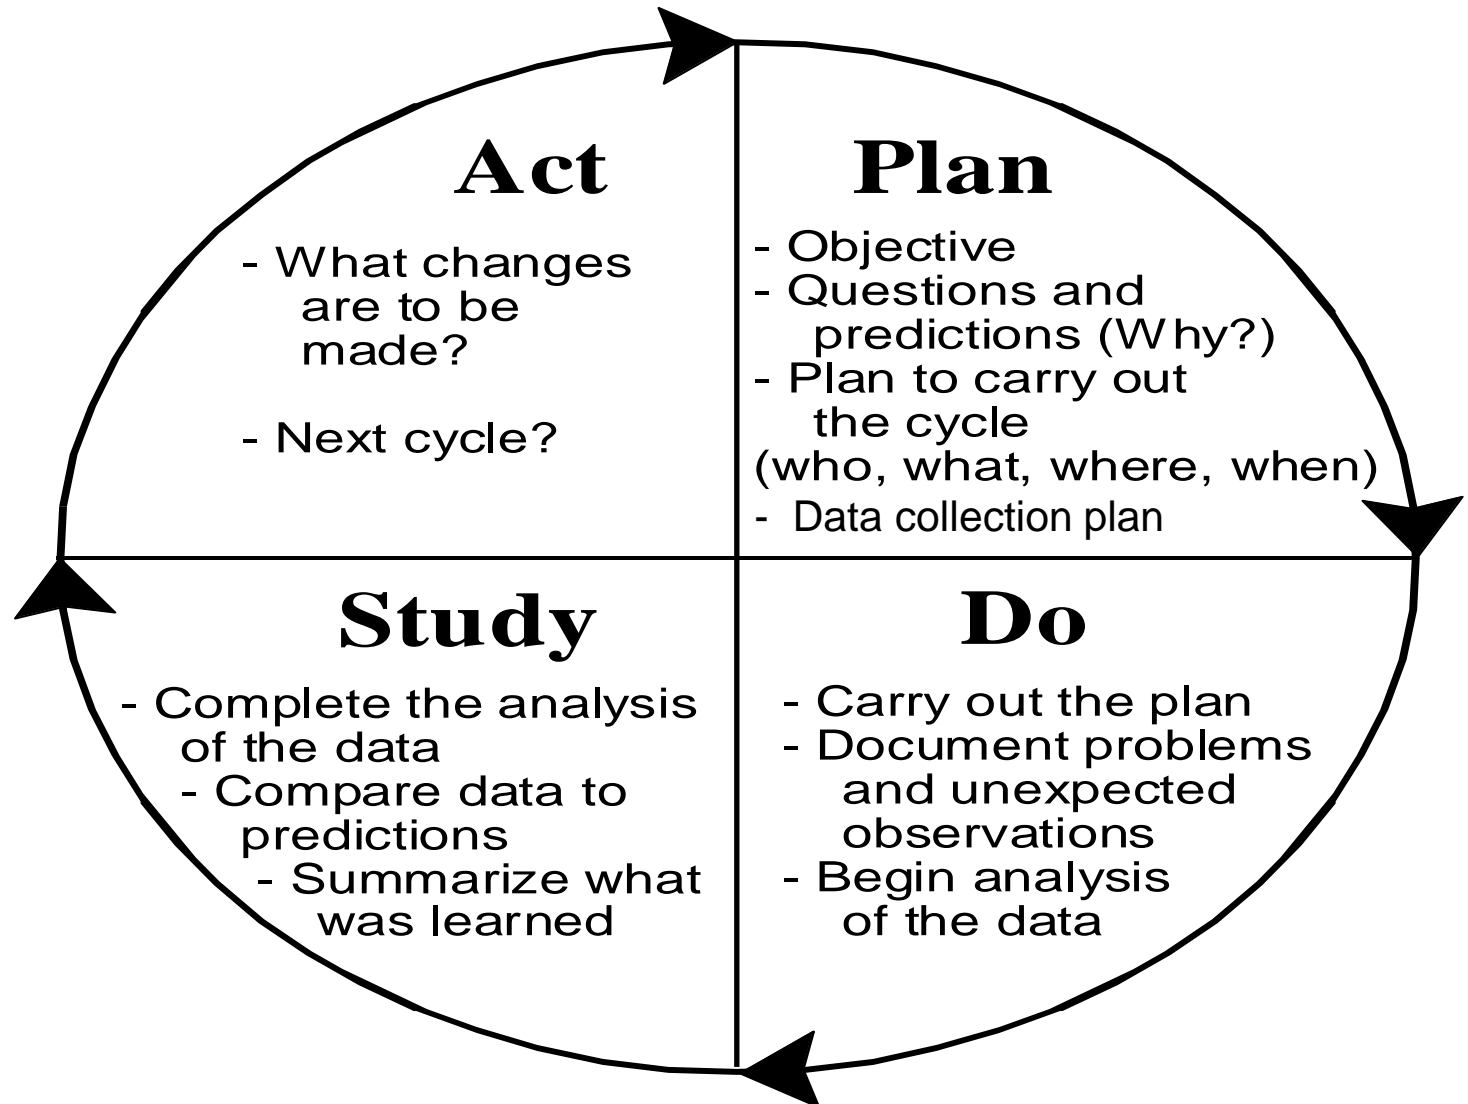 Act
- What changes
are to be
made?
- Next cycle?
Plan
- Objective
- Questions and
predictions (Why?)
- Plan to carry out
the cycle
(who, what, where, when)
- Data collection plan
Study
- Complete the analysis
of the data
- Compare data to
predictions
- Summarize what
was learned
Do
- Carry out the plan
- Document problems
and unexpected
observations
- Begin analysis
of the data